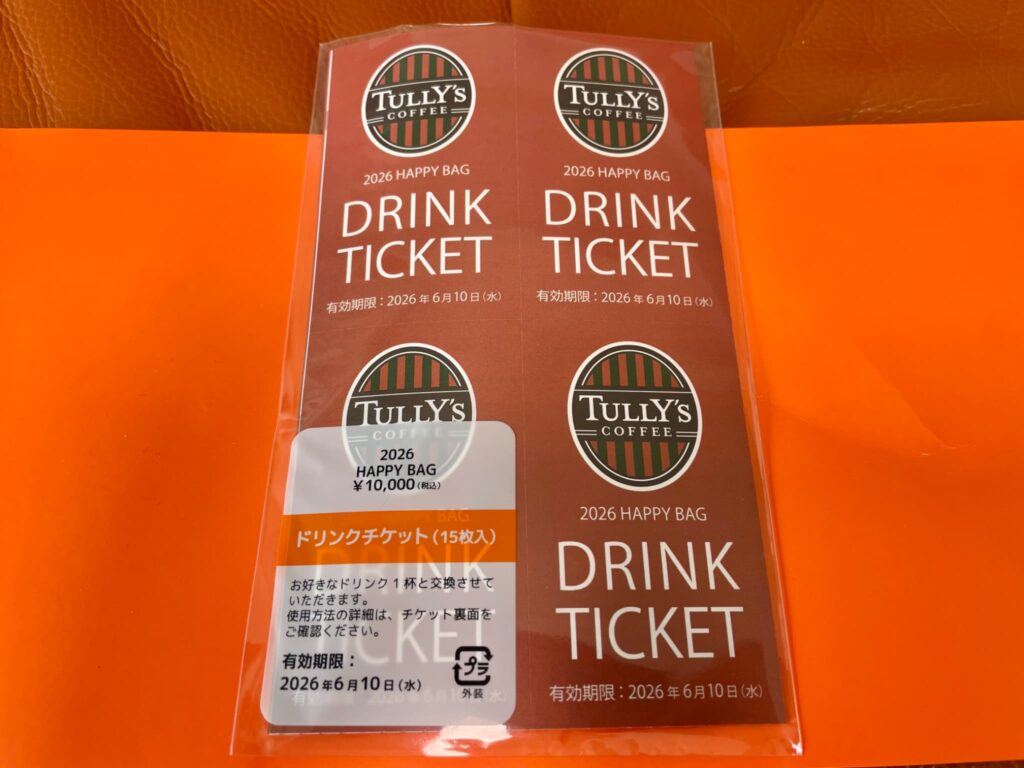 TULLY'S
COFFEE
2026 HAPPY BAG
DRINK
TICKET
有効期限：2026年6月10日(水)
TULLY'S
COFFEE
2026 HAPPY BAG
DRINK
TICKET
有効期限：2026年6月10日(水)
TULLY'S
COFFEE
2026
HAPPY BAG
￥10,000(税込)
ドリンクチケット(15枚入)
お好きなドリンク1杯と交換させて
いただきます。
使用方法の詳細は、チケット裏面を
ご確認ください。
有効期限：
2026年6月10日(水)
プラ
外装
TULLY'S
COFFEE
2026 HAPPY BAG
DRINK
TICKET
有効期限：2026年6月10日(水)